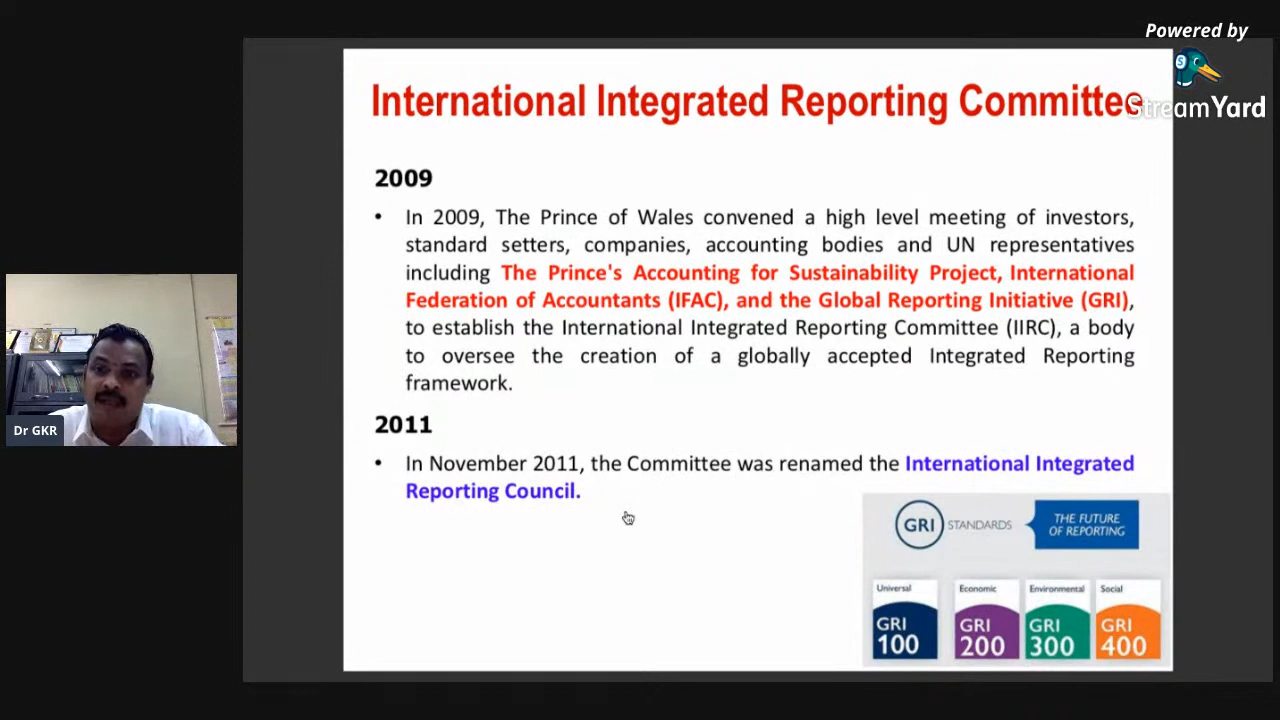 Powered by
StreamYard
International Integrated Reporting Committee
2009
• In 2009, The Prince of Wales convened a high level meeting of investors,
standard setters, companies, accounting bodies and UN representatives
including The Prince's Accounting for Sustainability Project, International
Federation of Accountants (IFAC), and the Global Reporting Initiative (GRI),
to establish the International Integrated Reporting Committee (IIRC), a body
to oversee the creation of a globally accepted Integrated Reporting
framework.
Dr GKR
2011
• In November 2011, the Committee was renamed the International Integrated
Reporting Council.
GRI STANDARDS
THE FUTURE
OF REPORTING
Universal
GRI
100
Economic
GRI
200
Environmental
GRI
300
Social
GRI
400